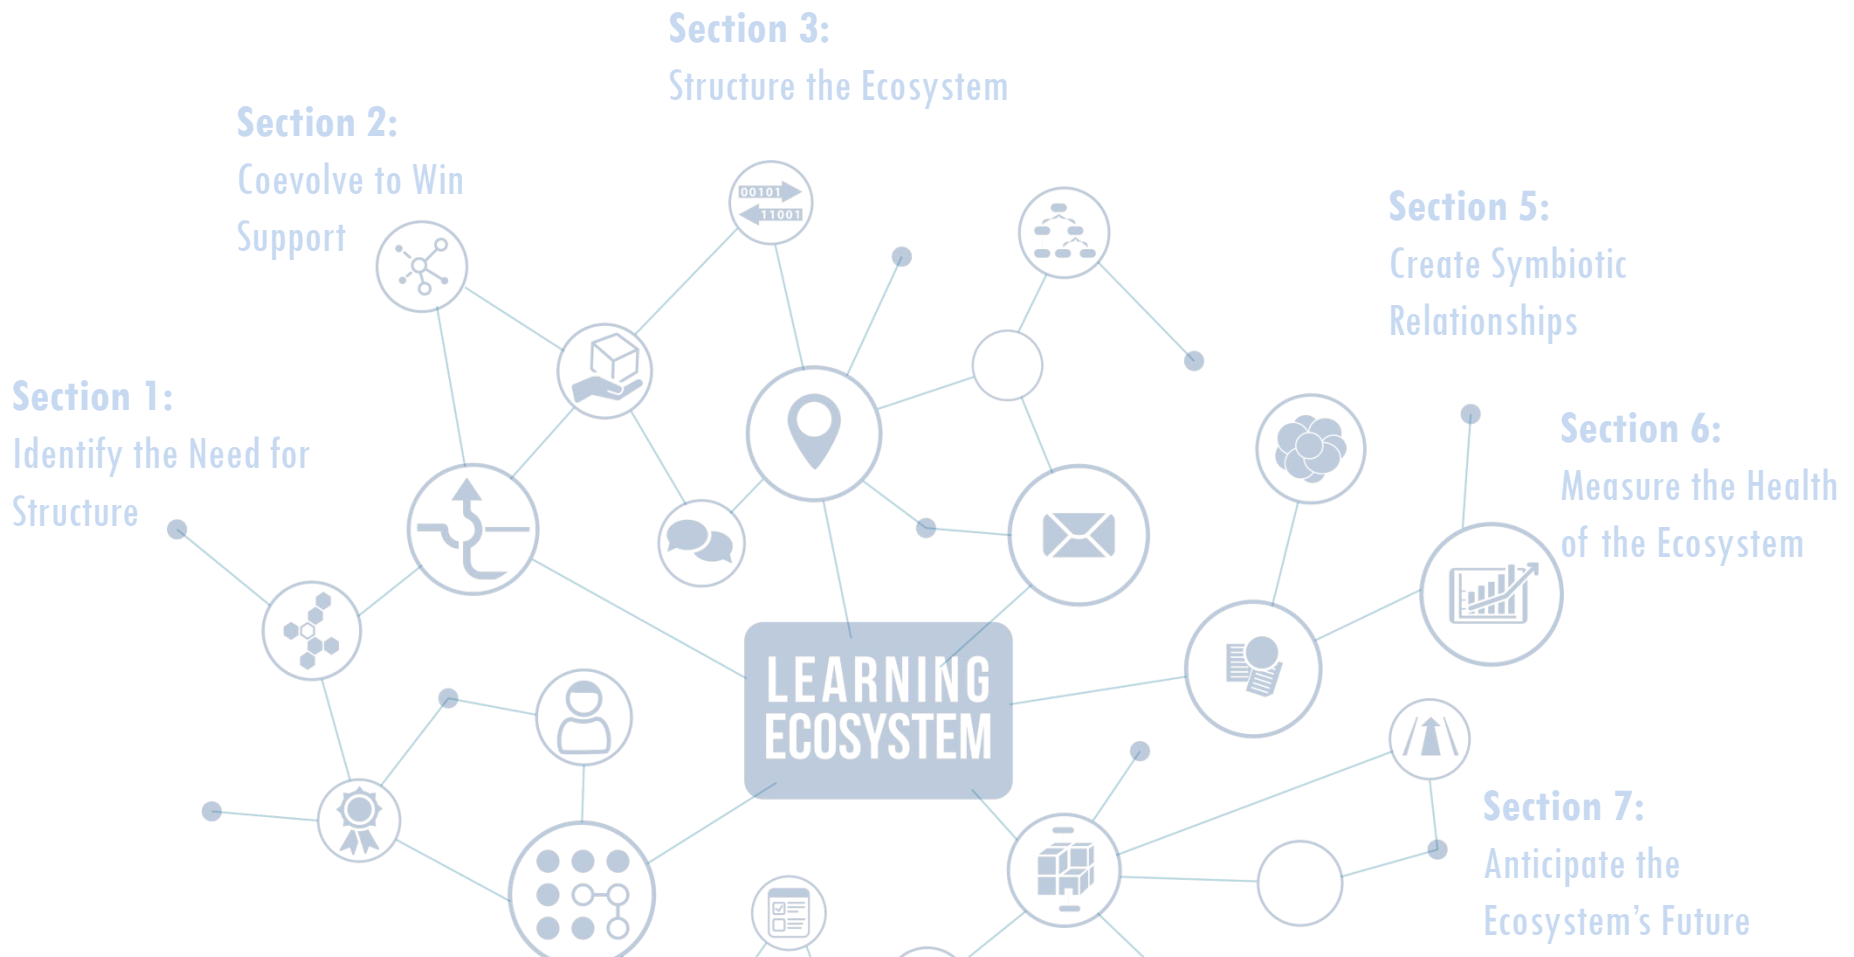 Section 3:
Structure the Ecosystem
Section 2:
Coevolve to Win
Support
00101
11001
Section 5:
Create Symbiotic
Relationships
Section 1:
Identify the Need for
Structure
Section 6:
Measure the Health
of the Ecosystem
LEARNING
ECOSYSTEM
Section 7:
Anticipate the
Ecosystem’s Future